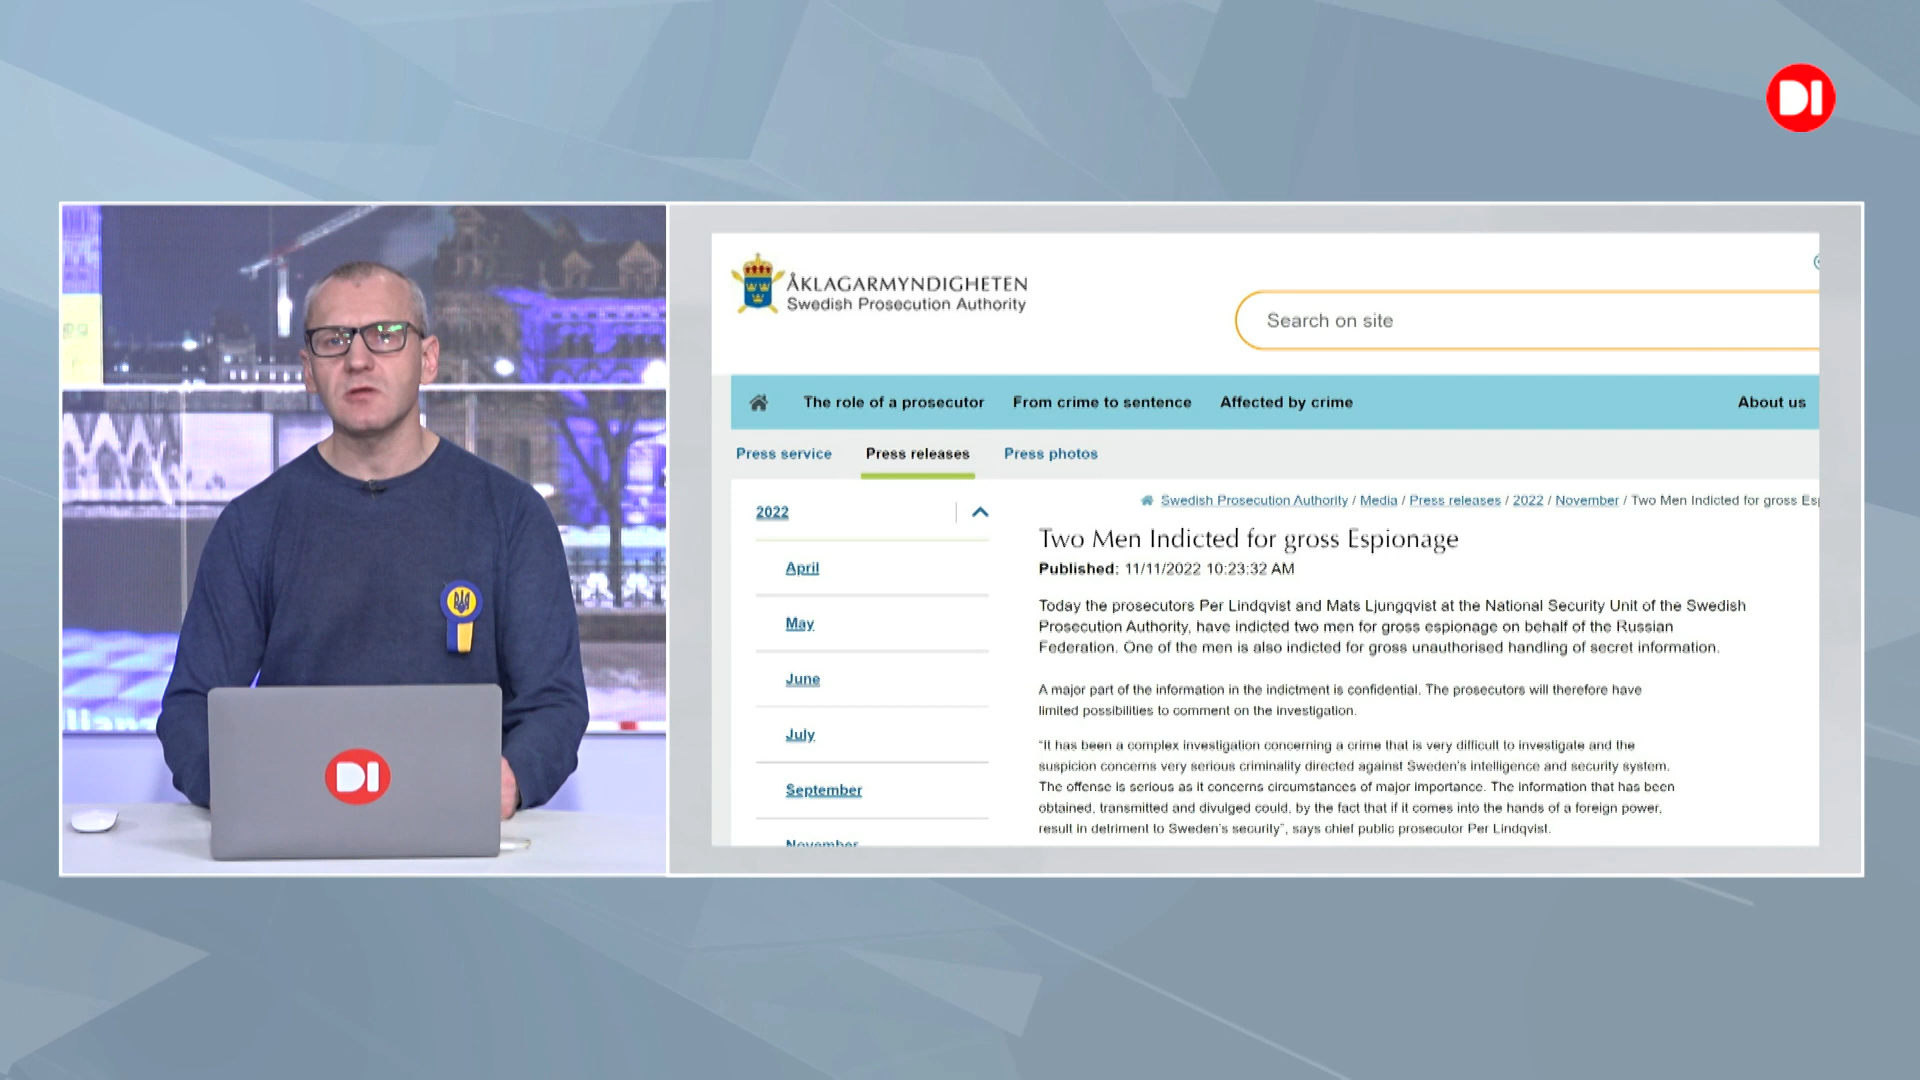 DI
ÅKLAGARMYNDIGHETEN
Swedish Prosecution Authority
Search on site
The role of a prosecutor From crime to sentence Affected by crime About us
Press service Press releases Press photos
Swedish Prosecution Authority / Media / Press releases / 2022 / November / Two Men Indicted for gross Esp
2022
April
May
June
July
September
November
Two Men Indicted for gross Espionage
Published: 11/11/2022 10:23:32 AM
Today the prosecutors Per Lindqvist and Mats Ljungqvist at the National Security Unit of the Swedish
Prosecution Authority, have indicted two men for gross espionage on behalf of the Russian
Federation. One of the men is also indicted for gross unauthorised handling of secret information.
A major part of the information in the indictment is confidential. The prosecutors will therefore have
limited possibilities to comment on the investigation.
"It has been a complex investigation concerning a crime that is very difficult to investigate and the
suspicion concerns very serious criminality directed against Sweden's intelligence and security system.
The offense is serious as it concerns circumstances of major importance. The information that has been
obtained, transmitted and divulged could, by the fact that if it comes into the hands of a foreign power,
result in detriment to Sweden's security", says chief public prosecutor Per Lindqvist.
DI